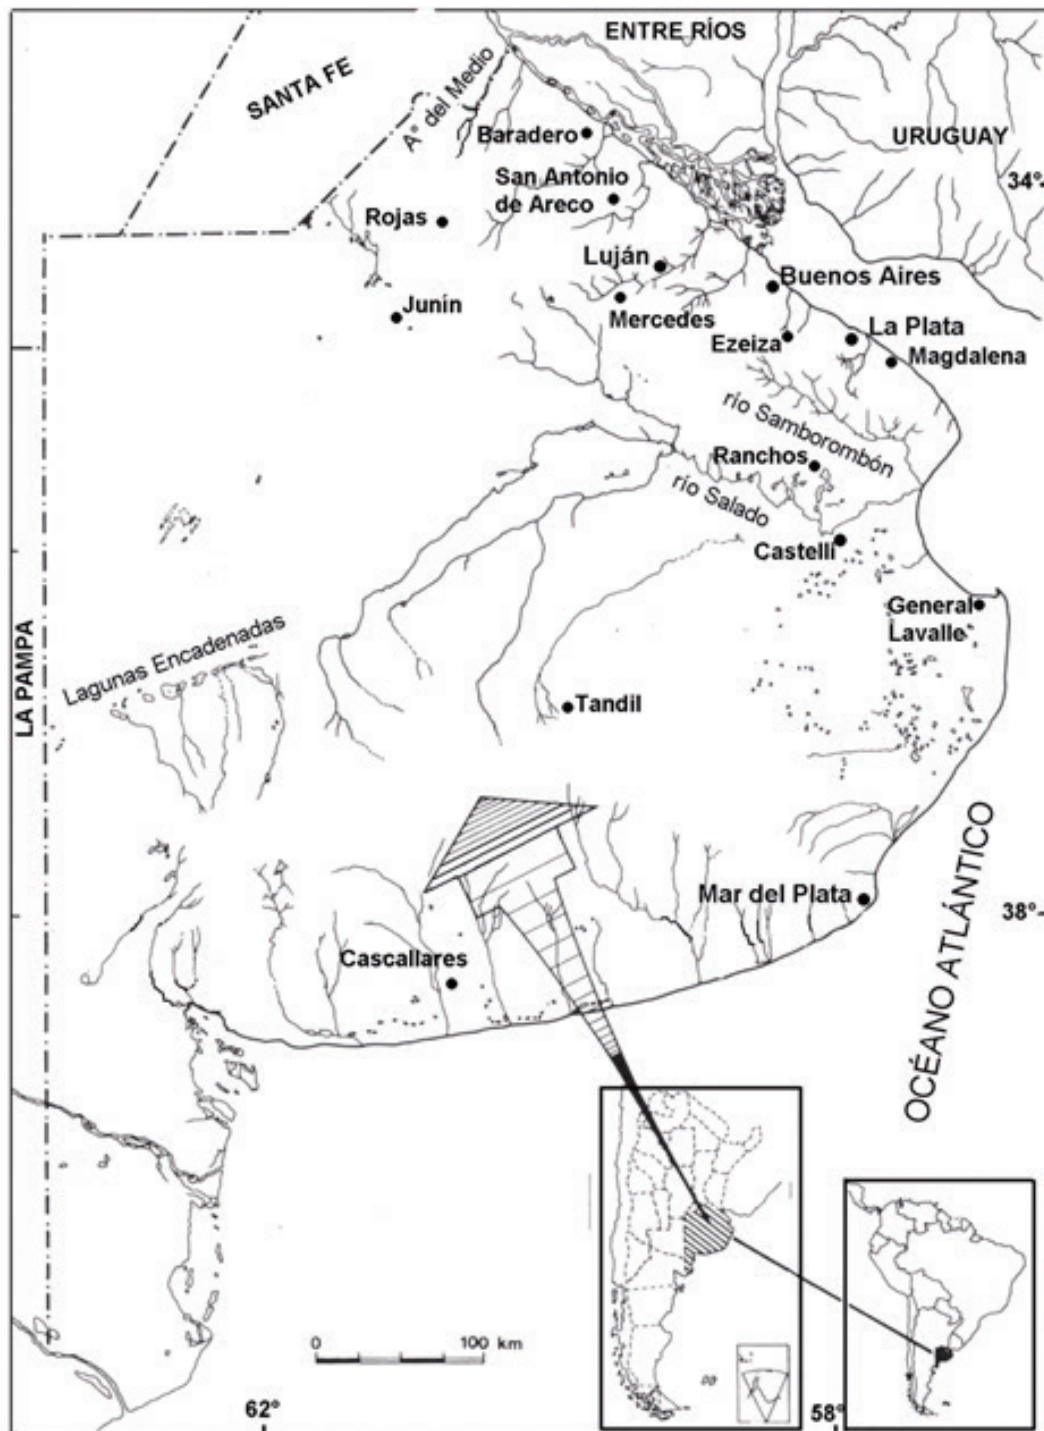 ENTRE RÍOS
SANTA FE
A° del Medio
URUGUAY
Baradero
34°
San Antonio
de Areco
Rojas
Luján
Buenos Aires
Junín
Mercedes
La Plata
Ezeiza
Magdalena
río Samborombón
Ranchos
río Salado
Castelli
General
Lavalle
LA PAMPA
Lagunas Encadenadas
Tandil
Mar del Plata
38°
OCÉANO ATLÁNTICO
Cascallares
0 100 km
62°
58°